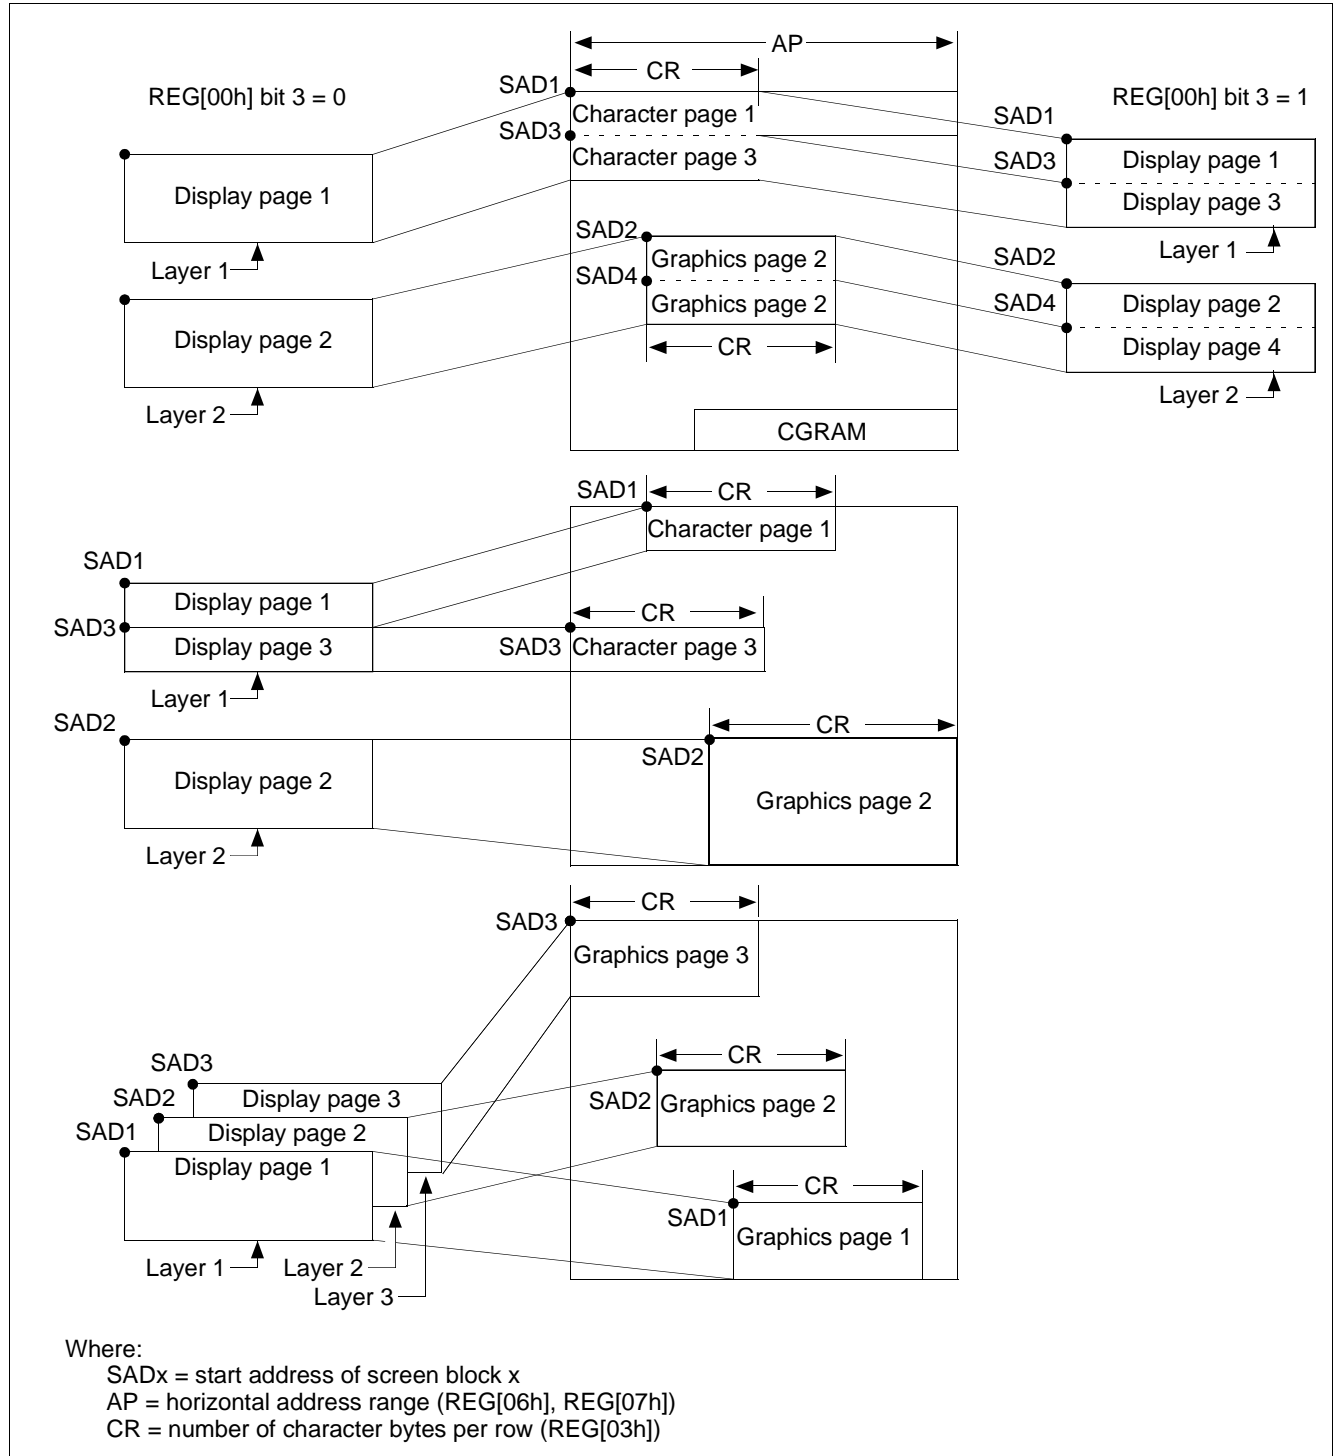 AP
CR
REG[00h] bit 3 = 0
SAD1
REG[00h] bit 3 = 1
Character page 1
SAD1
SAD3
Character page 3
SAD3
Display page 1
Display page 1
Display page 3
SAD2
Layer 1
Graphics page 2
SAD2
Layer 1
SAD4
Graphics page 2
SAD4
Display page 2
Display page 2
CR
Display page 4
Layer 2
Layer 2
CGRAM
SAD1
CR
Character page 1
SAD1
Display page 1
CR
SAD3
Display page 3
SAD3
Character page 3
Layer 1
SAD2
CR
SAD2
Display page 2
Graphics page 2
Layer 2
CR
SAD3
Graphics page 3
CR
SAD3
SAD2
Display page 3
SAD2
Graphics page 2
SAD1
Display page 2
Display page 1
CR
SAD1
Graphics page 1
Layer 1
Layer 2
Layer 3
Where:
SADx = start address of screen block x
AP = horizontal address range (REG[06h], REG[07h])
CR = number of character bytes per row (REG[03h])